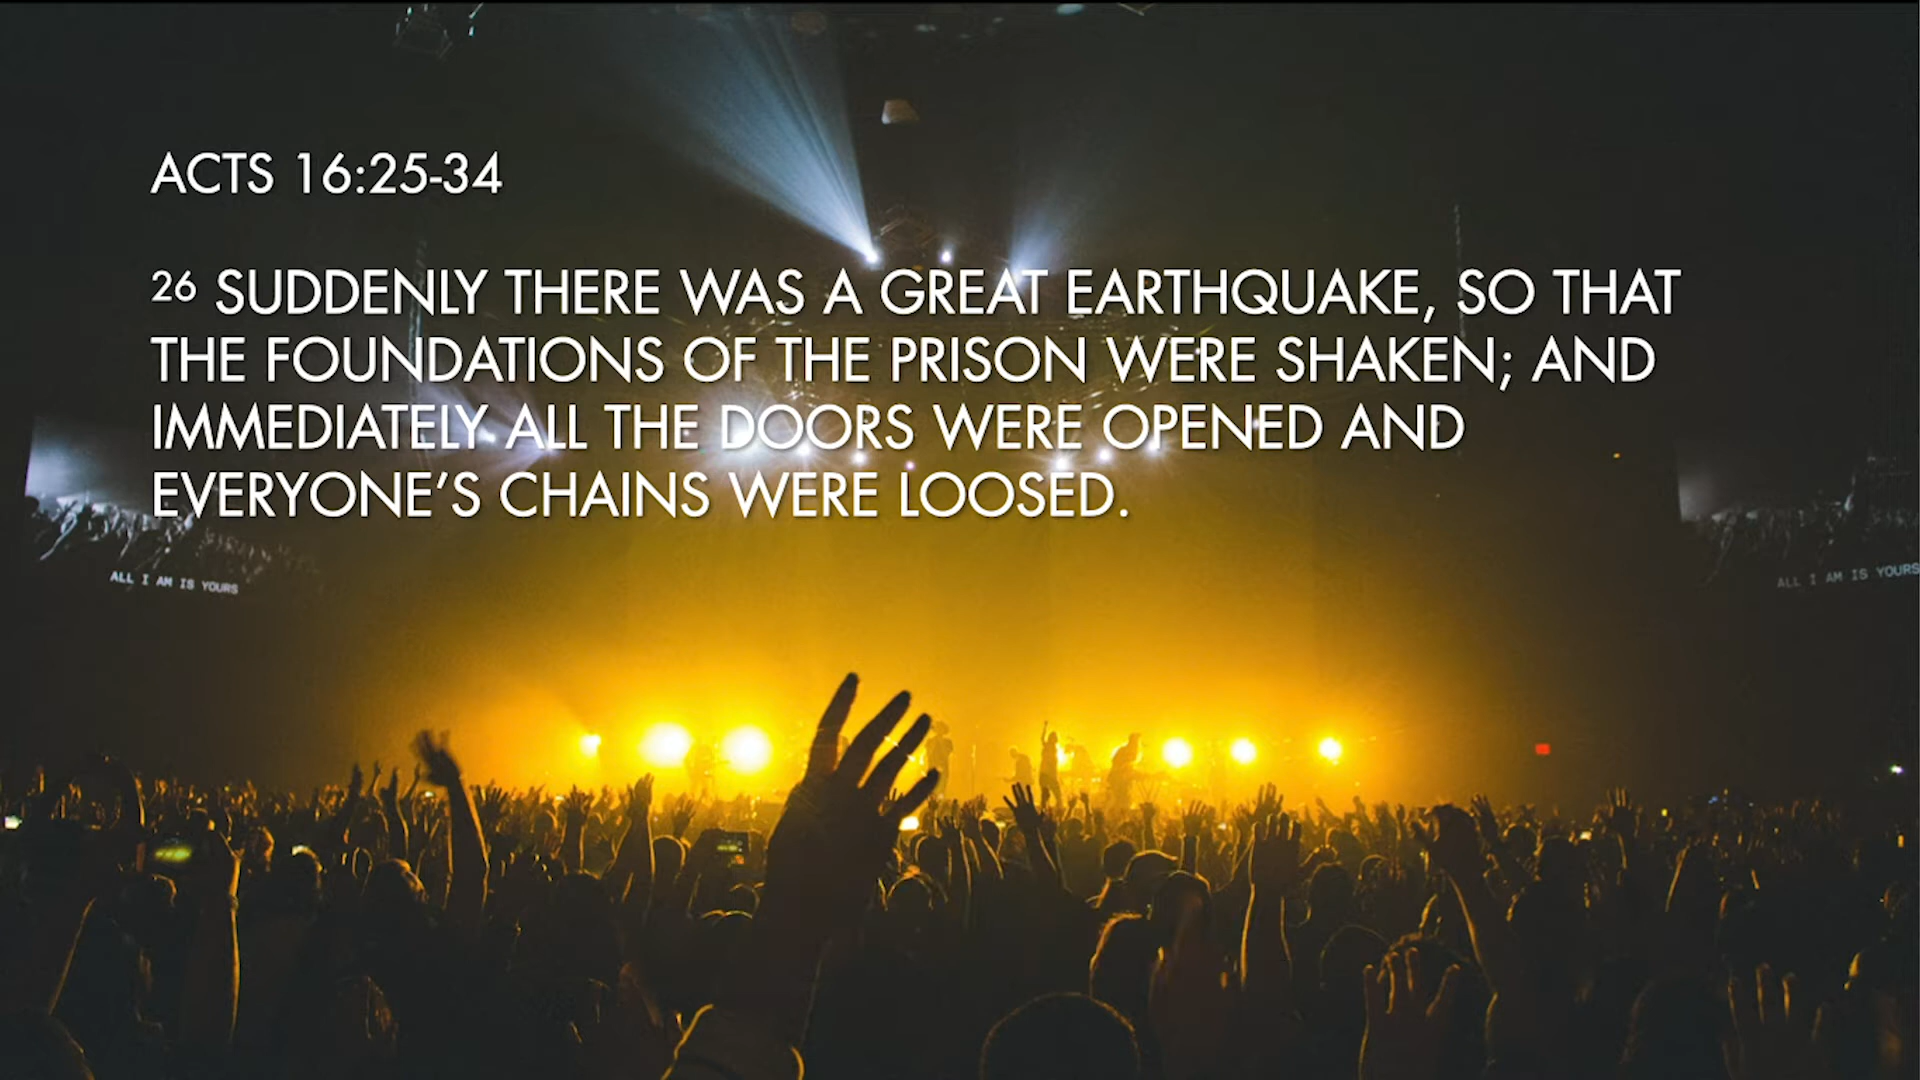 ACTS 16:25-34
26 SUDDENLY THERE WAS A GREAT EARTHQUAKE, SO THAT
THE FOUNDATIONS OF THE PRISON WERE SHAKEN; AND
IMMEDIATELY ALL THE DOORS WERE OPENED AND
EVERYONE’S CHAINS WERE LOOSED.
ALL I AM IS YOURS
ALL I AM IS YOURS